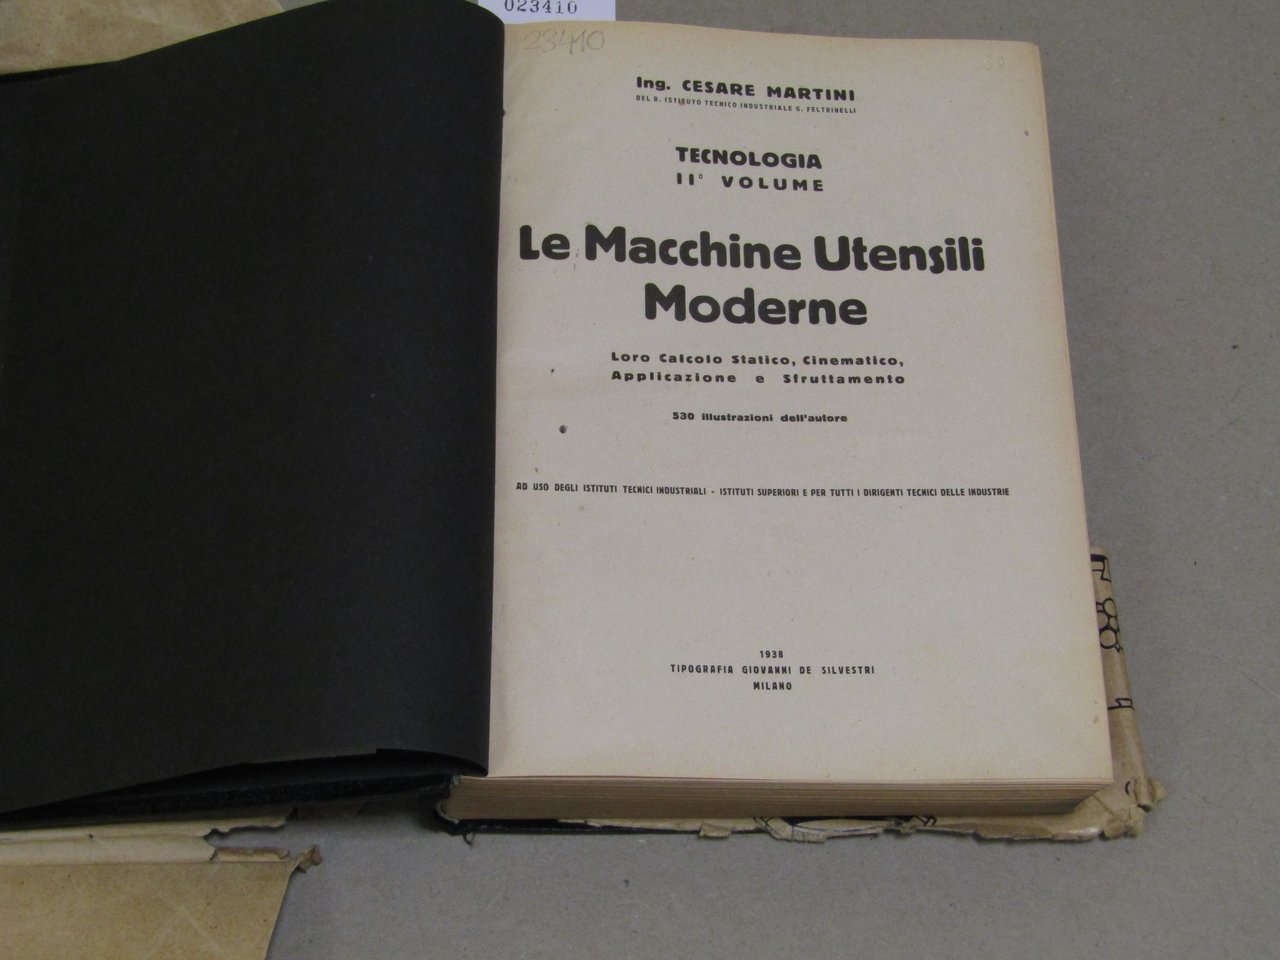 023410
23410
Ing. CESARE MARTINI
DEL R. ISTITUTO TECNICO INDUSTRIALE G. FELTRINELLI
TECNOLOGIA
II° VOLUME
Le Macchine Utensili
Moderne
Loro Calcolo Statico, Cinematico,
Applicazione e Sfruttamento
530 illustrazioni dell'autore
AD USO DEGLI ISTITUTI TECNICI INDUSTRIALI - ISTITUTI SUPERIORI E PER TUTTI I DIRIGENTI TECNICI DELLE INDUSTRIE
1938
TIPOGRAFIA GIOVANNI DE SILVESTRI
MILANO